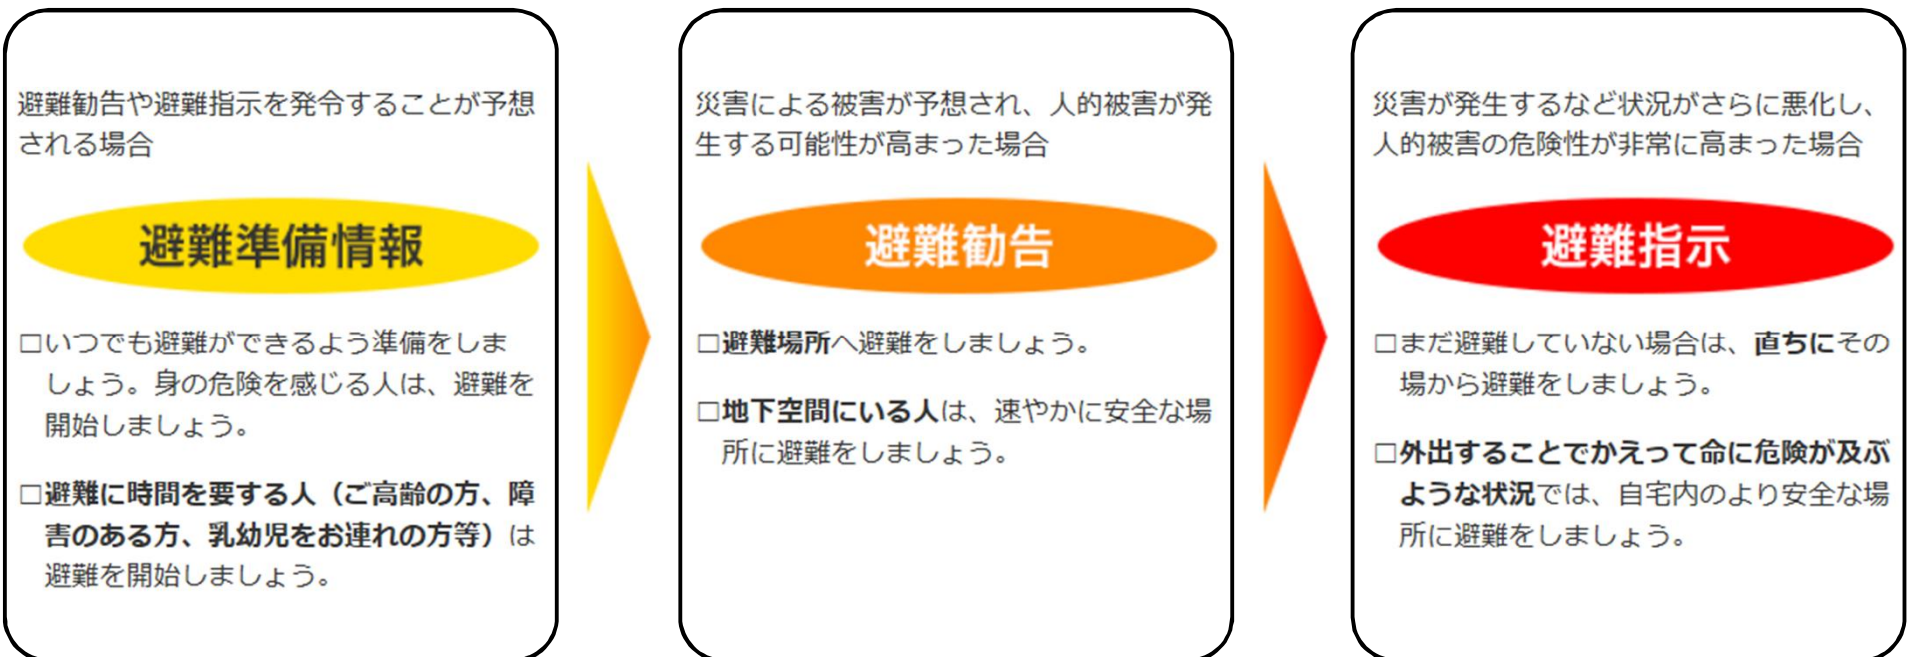 避難勧告や避難指示を発令することが予想
される場合
避難準備情報
□いつでも避難ができるよう準備をしま
しょう。身の危険を感じる人は、避難を
開始しましょう。
□避難に時間を要する人（ご高齢の方、障
害のある方、乳幼児をお連れの方等）は
避難を開始しましょう。
災害による被害が予想され、人的被害が発
生する可能性が高まった場合
避難勧告
□避難場所へ避難をしましょう。
□地下空間にいる人は、速やかに安全な場
所に避難をしましょう。
災害が発生するなど状況がさらに悪化し、
人的被害の危険性が非常に高まった場合
避難指示
□まだ避難していない場合は、直ちにその
場から避難をしましょう。
□外出することでかえって命に危険が及ぶ
ような状況では、自宅内のより安全な場
所に避難をしましょう。